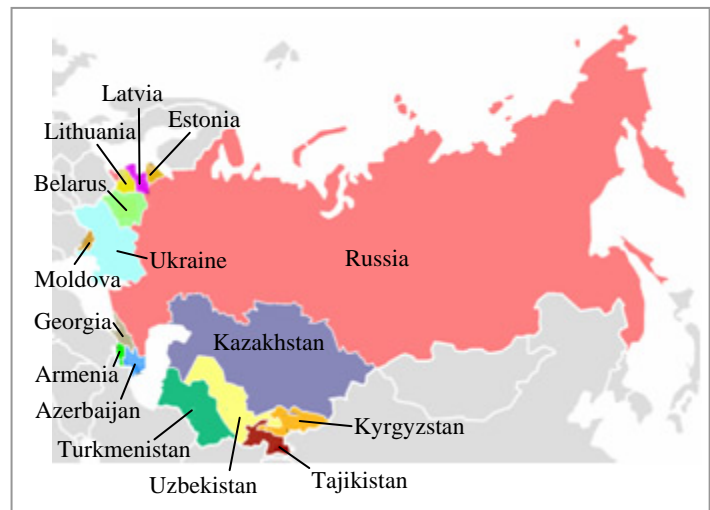 Latvia
Lithuania
Estonia
Belarus
Ukraine
Russia
Moldova
Georgia
Kazakhstan
Armenia
Azerbaijan
Kyrgyzstan
Turkmenistan
Uzbekistan
Tajikistan